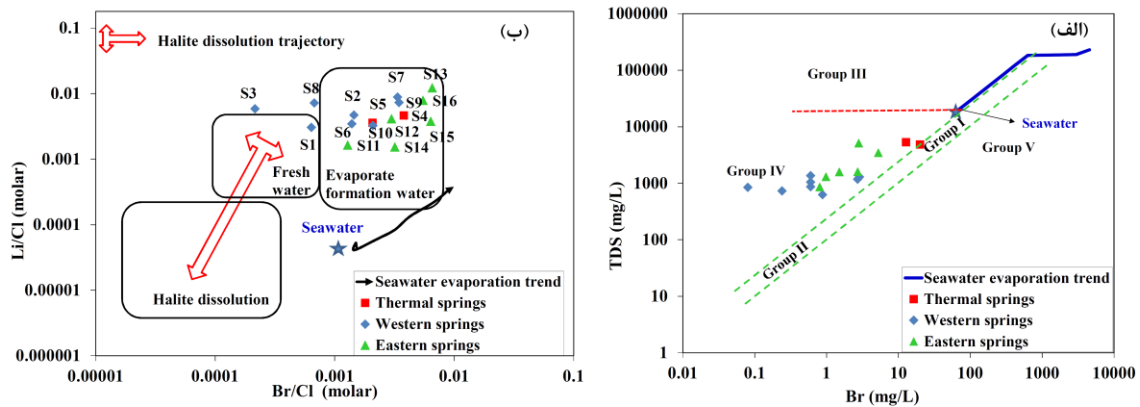 (ب)
Halite dissolution trajectory
0.1
0.01
0.001
0.0001
0.00001
0.000001
Li/Cl (molar)
S3
S8
S1
S2
S6
S5
S7
S9
S13
S16
S4
S15
S10
S12
S11
S14
Fresh
water
Evaporate
formation water
Seawater
Halite dissolution
Seawater evaporation trend
Thermal springs
Western springs
Eastern springs
0.00001
0.0001
0.001
0.01
0.1
Br/Cl (molar)
(الف)
1000000
100000
10000
1000
100
10
1
TDS (mg/L)
Group III
Group I
Seawater
Group V
Group IV
Group II
Seawater evaporation trend
Thermal springs
Western springs
Eastern springs
0.01
0.1
1
10
100
1000
10000
Br (mg/L)